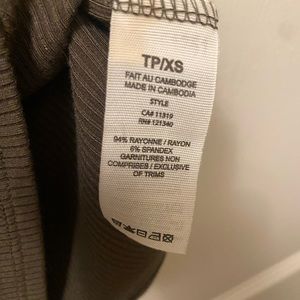 TP/XS
FAIT AU CAMBODGE
MADE IN CAMBODIA
STYLE
CA# 11319
RN# 121340
94% RAYONNE / RAYON
6% SPANDEX
GARNITURES NON
COMPRISES / EXCLUSIVE
OF TRIMS